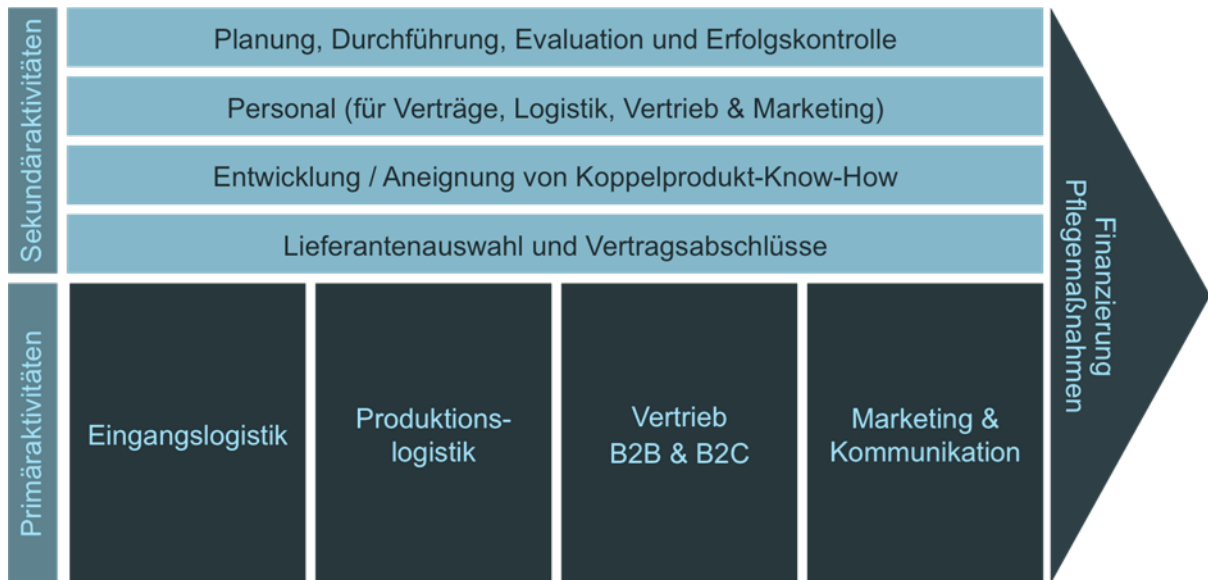 Sekundäraktivitäten
Planung, Durchführung, Evaluation und Erfolgskontrolle
Personal (für Verträge, Logistik, Vertrieb & Marketing)
Entwicklung / Aneignung von Koppelprodukt-Know-How
Lieferantenauswahl und Vertragsabschlüsse
Primäraktivitäten
Eingangslogistik
Produktions-
logistik
Vertrieb
B2B & B2C
Marketing &
Kommunikation
Finanzierung
Pflegemaßnahmen